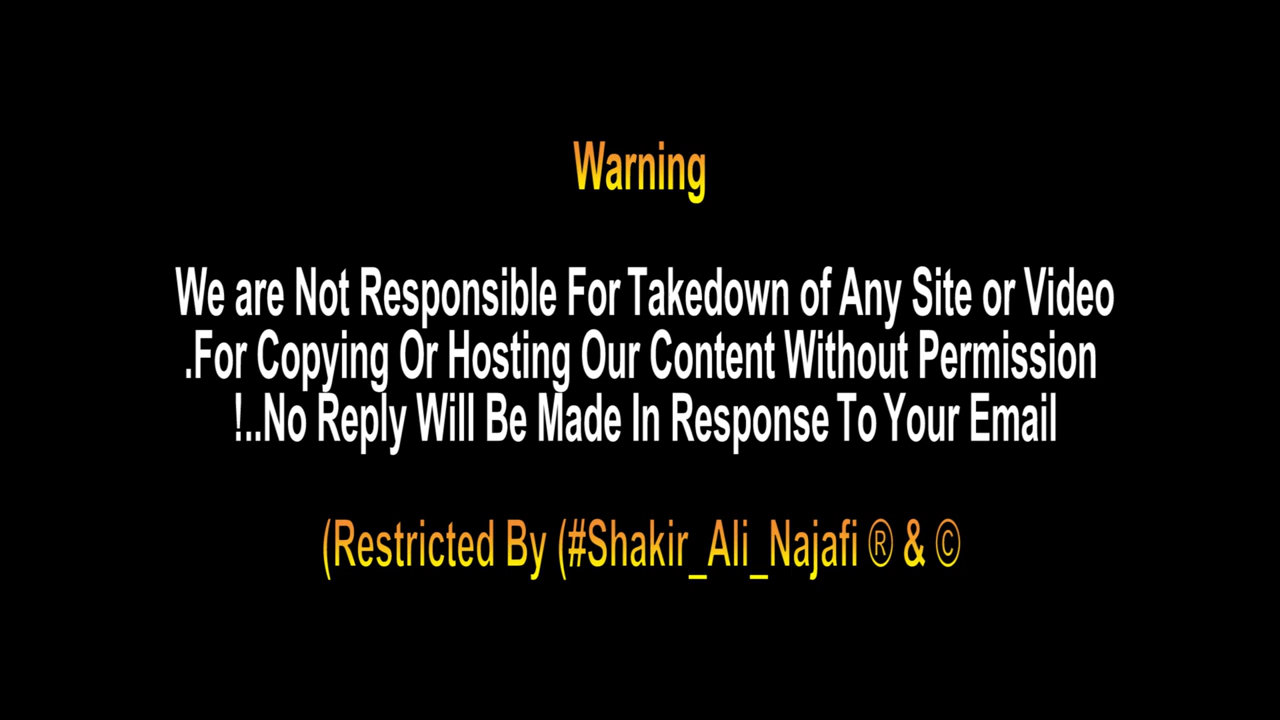 Warning
We are Not Responsible For Takedown of Any Site or Video
.For Copying Or Hosting Our Content Without Permission
!..No Reply Will Be Made In Response To Your Email
(Restricted By (#Shakir_Ali_Najafi ® & ©